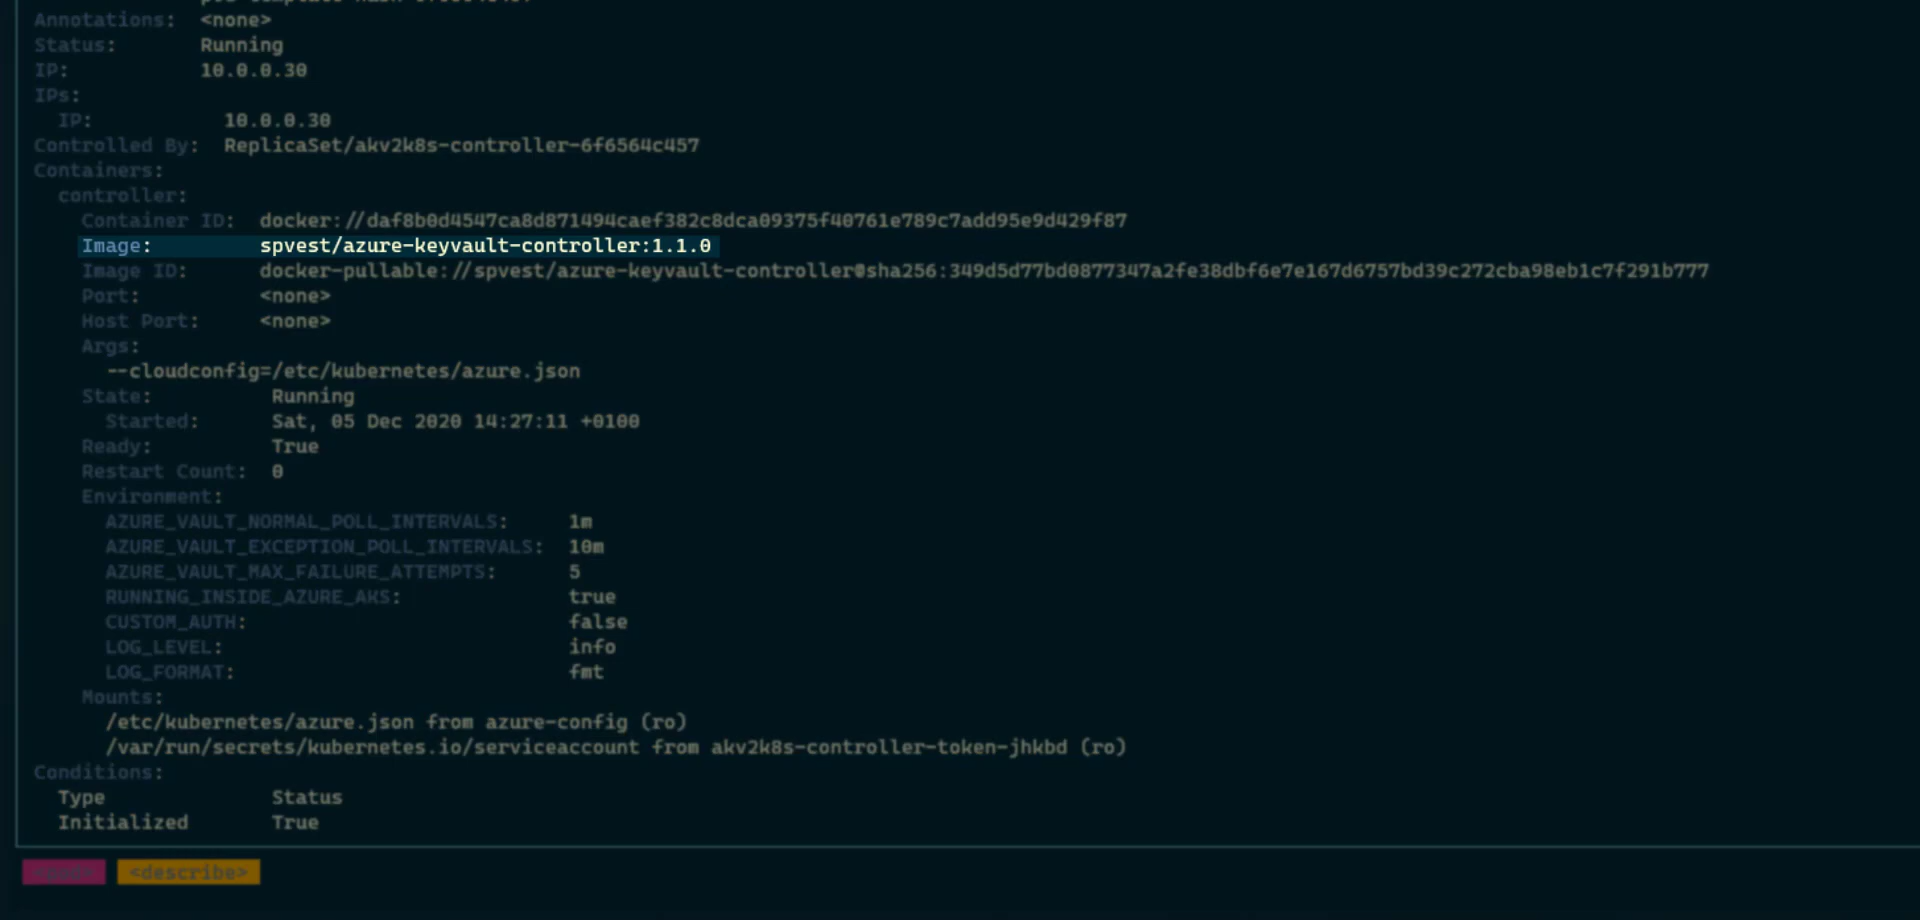 Annotations: <none>
Status: Running
IP: 10.0.0.30
IPs:
IP: 10.0.0.30
Controlled By: ReplicaSet/akv2k8s-controller-6f6564c457
Containers:
controller:
Container ID: docker://daf8b0d4547ca8d871494caef382c8dca09375f40761e789c7add95e9d429f87
Image: spvest/azure-keyvault-controller:1.1.0
Image ID: docker-pullable://spvest/azure-keyvault-controller@sha256:349d5d77bd0877347a2fe38dbf6e7e167d6757bd39c272cba98eb1c7f291b777
Port: <none>
Host Port: <none>
Args:
--cloudconfig=/etc/kubernetes/azure.json
State: Running
Started: Sat, 05 Dec 2020 14:27:11 +0100
Ready: True
Restart Count: 0
Environment:
AZURE_VAULT_NORMAL_POLL_INTERVALS: 1m
AZURE_VAULT_EXCEPTION_POLL_INTERVALS: 10m
AZURE_VAULT_MAX_FAILURE_ATTEMPTS: 5
RUNNING_INSIDE_AZURE_AKS: true
CUSTOM_AUTH: false
LOG_LEVEL: info
LOG_FORMAT: fmt
Mounts:
/etc/kubernetes/azure.json from azure-config (ro)
/var/run/secrets/kubernetes.io/serviceaccount from akv2k8s-controller-token-jhkbd (ro)
Conditions:
Type Status
Initialized True
<describe>